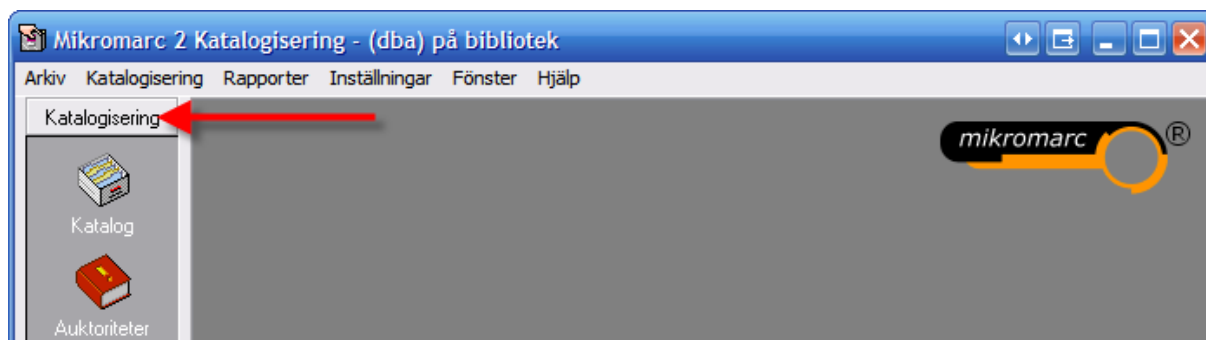 Mikromarc 2 Katalogisering - (dba) på bibliotek
Arkiv Katalogisering Rapporter Inställningar Fönster Hjälp
Katalogisering
mikromarc ®
Katalog
Auktoriteter